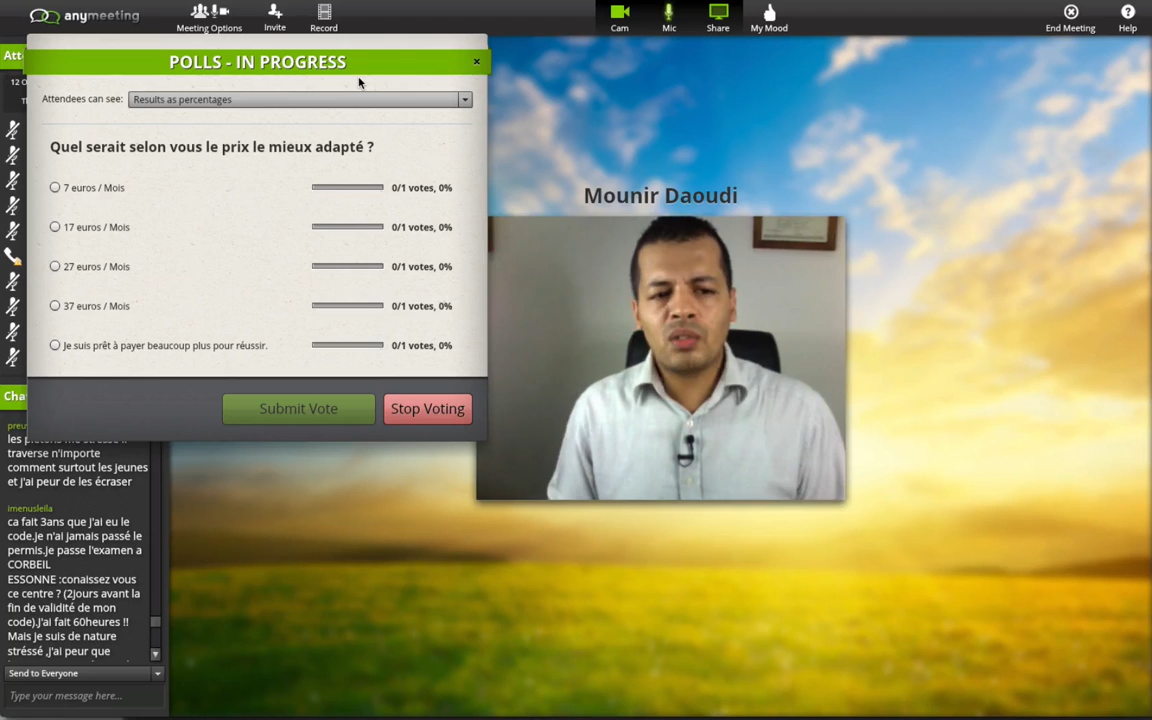 anymeeting
Meeting Options
Invite
Record
Cam
Mic
Share
My Mood
End Meeting
Help
POLLS - IN PROGRESS
Attendees can see: Results as percentages
Quel serait selon vous le prix le mieux adapté ?
7 euros / Mois 0/1 votes, 0%
17 euros / Mois 0/1 votes, 0%
27 euros / Mois 0/1 votes, 0%
37 euros / Mois 0/1 votes, 0%
Je suis prêt à payer beaucoup plus pour réussir. 0/1 votes, 0%
Submit Vote
Stop Voting
Mounir Daoudi
les
traverse n'importe
comment surtout les jeunes
et j'ai peur de les écraser
imenusleila
ca fait 3ans que j'ai eu le
code.Je n'ai jamais passé le
permis.Je passe l'examen a
CORBEIL
ESSONNE :conaissez vous
ce centre ? (2jours avant la
fin de validité de mon
code).J'ai fait 60heures !!
Mais je suis de nature
stréssé ,j'ai peur que
Send to Everyone
Type your message here...